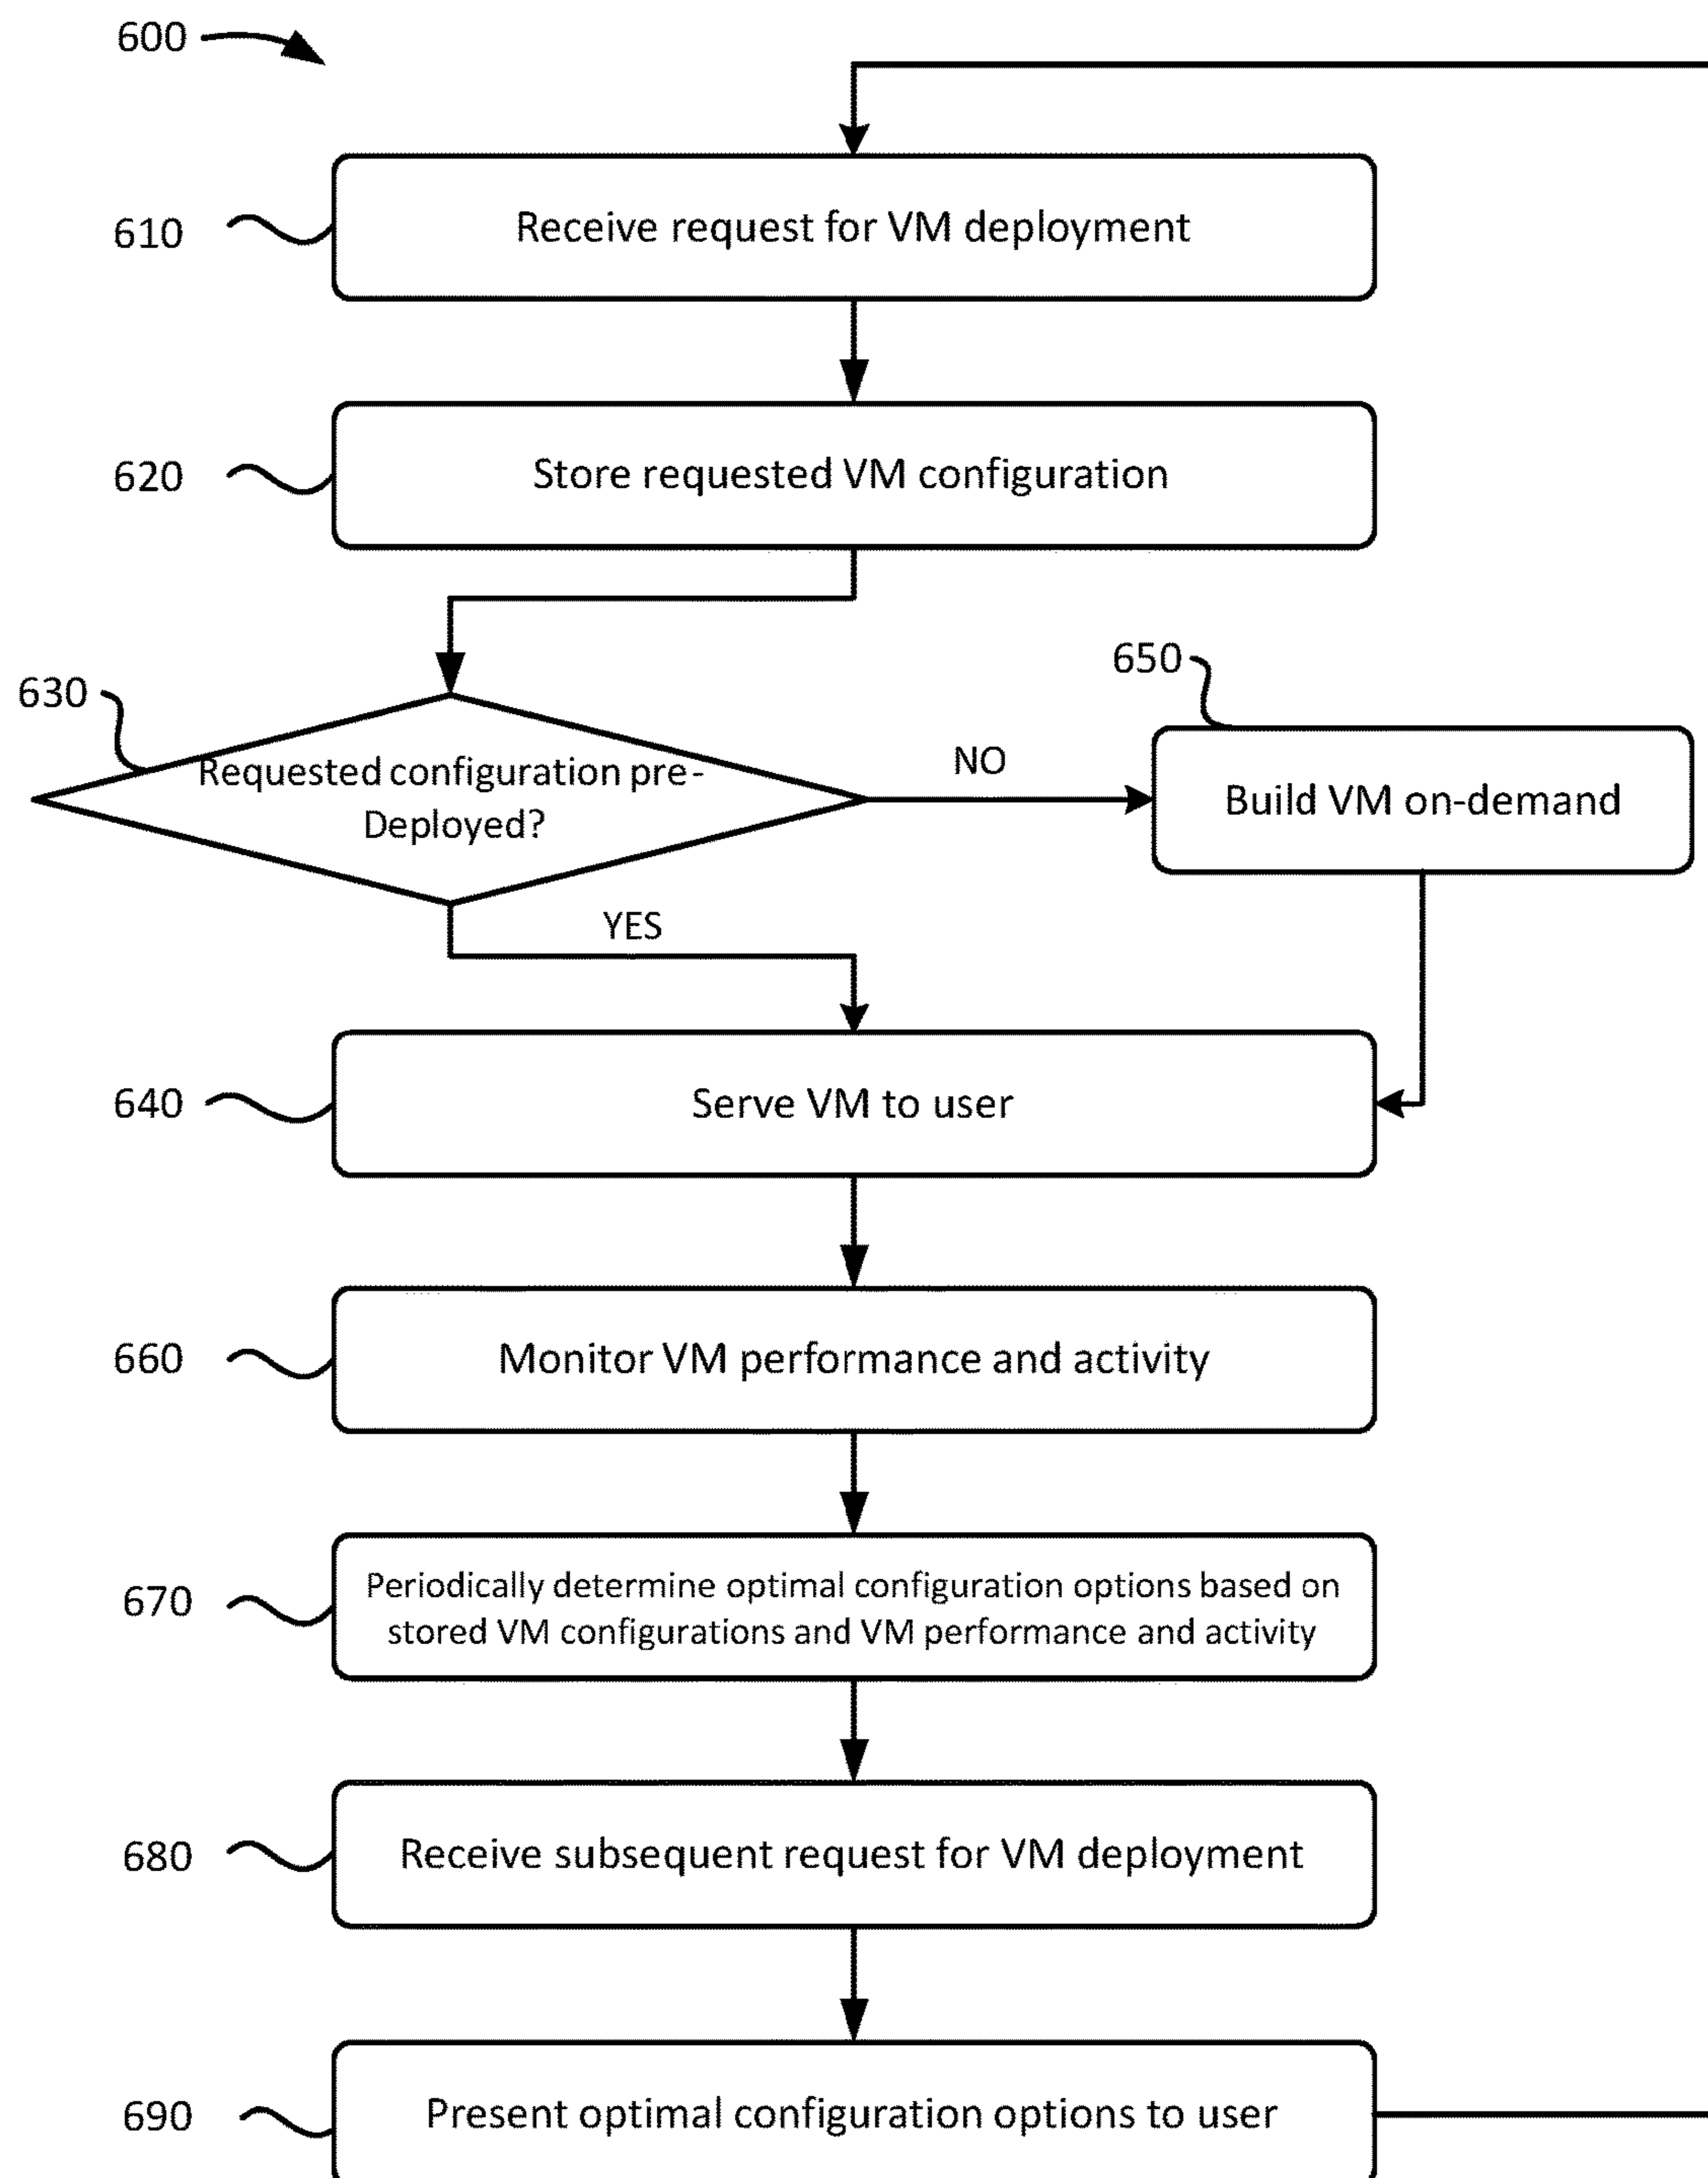 600
610
Receive request for VM deployment
620
Store requested VM configuration
650
630
Requested configuration pre-
Deployed?
NO
Build VM on-demand
YES
640
Serve VM to user
660
Monitor VM performance and activity
670
Periodically determine optimal configuration options based on
stored VM configurations and VM performance and activity
680
Receive subsequent request for VM deployment
690
Present optimal configuration options to user